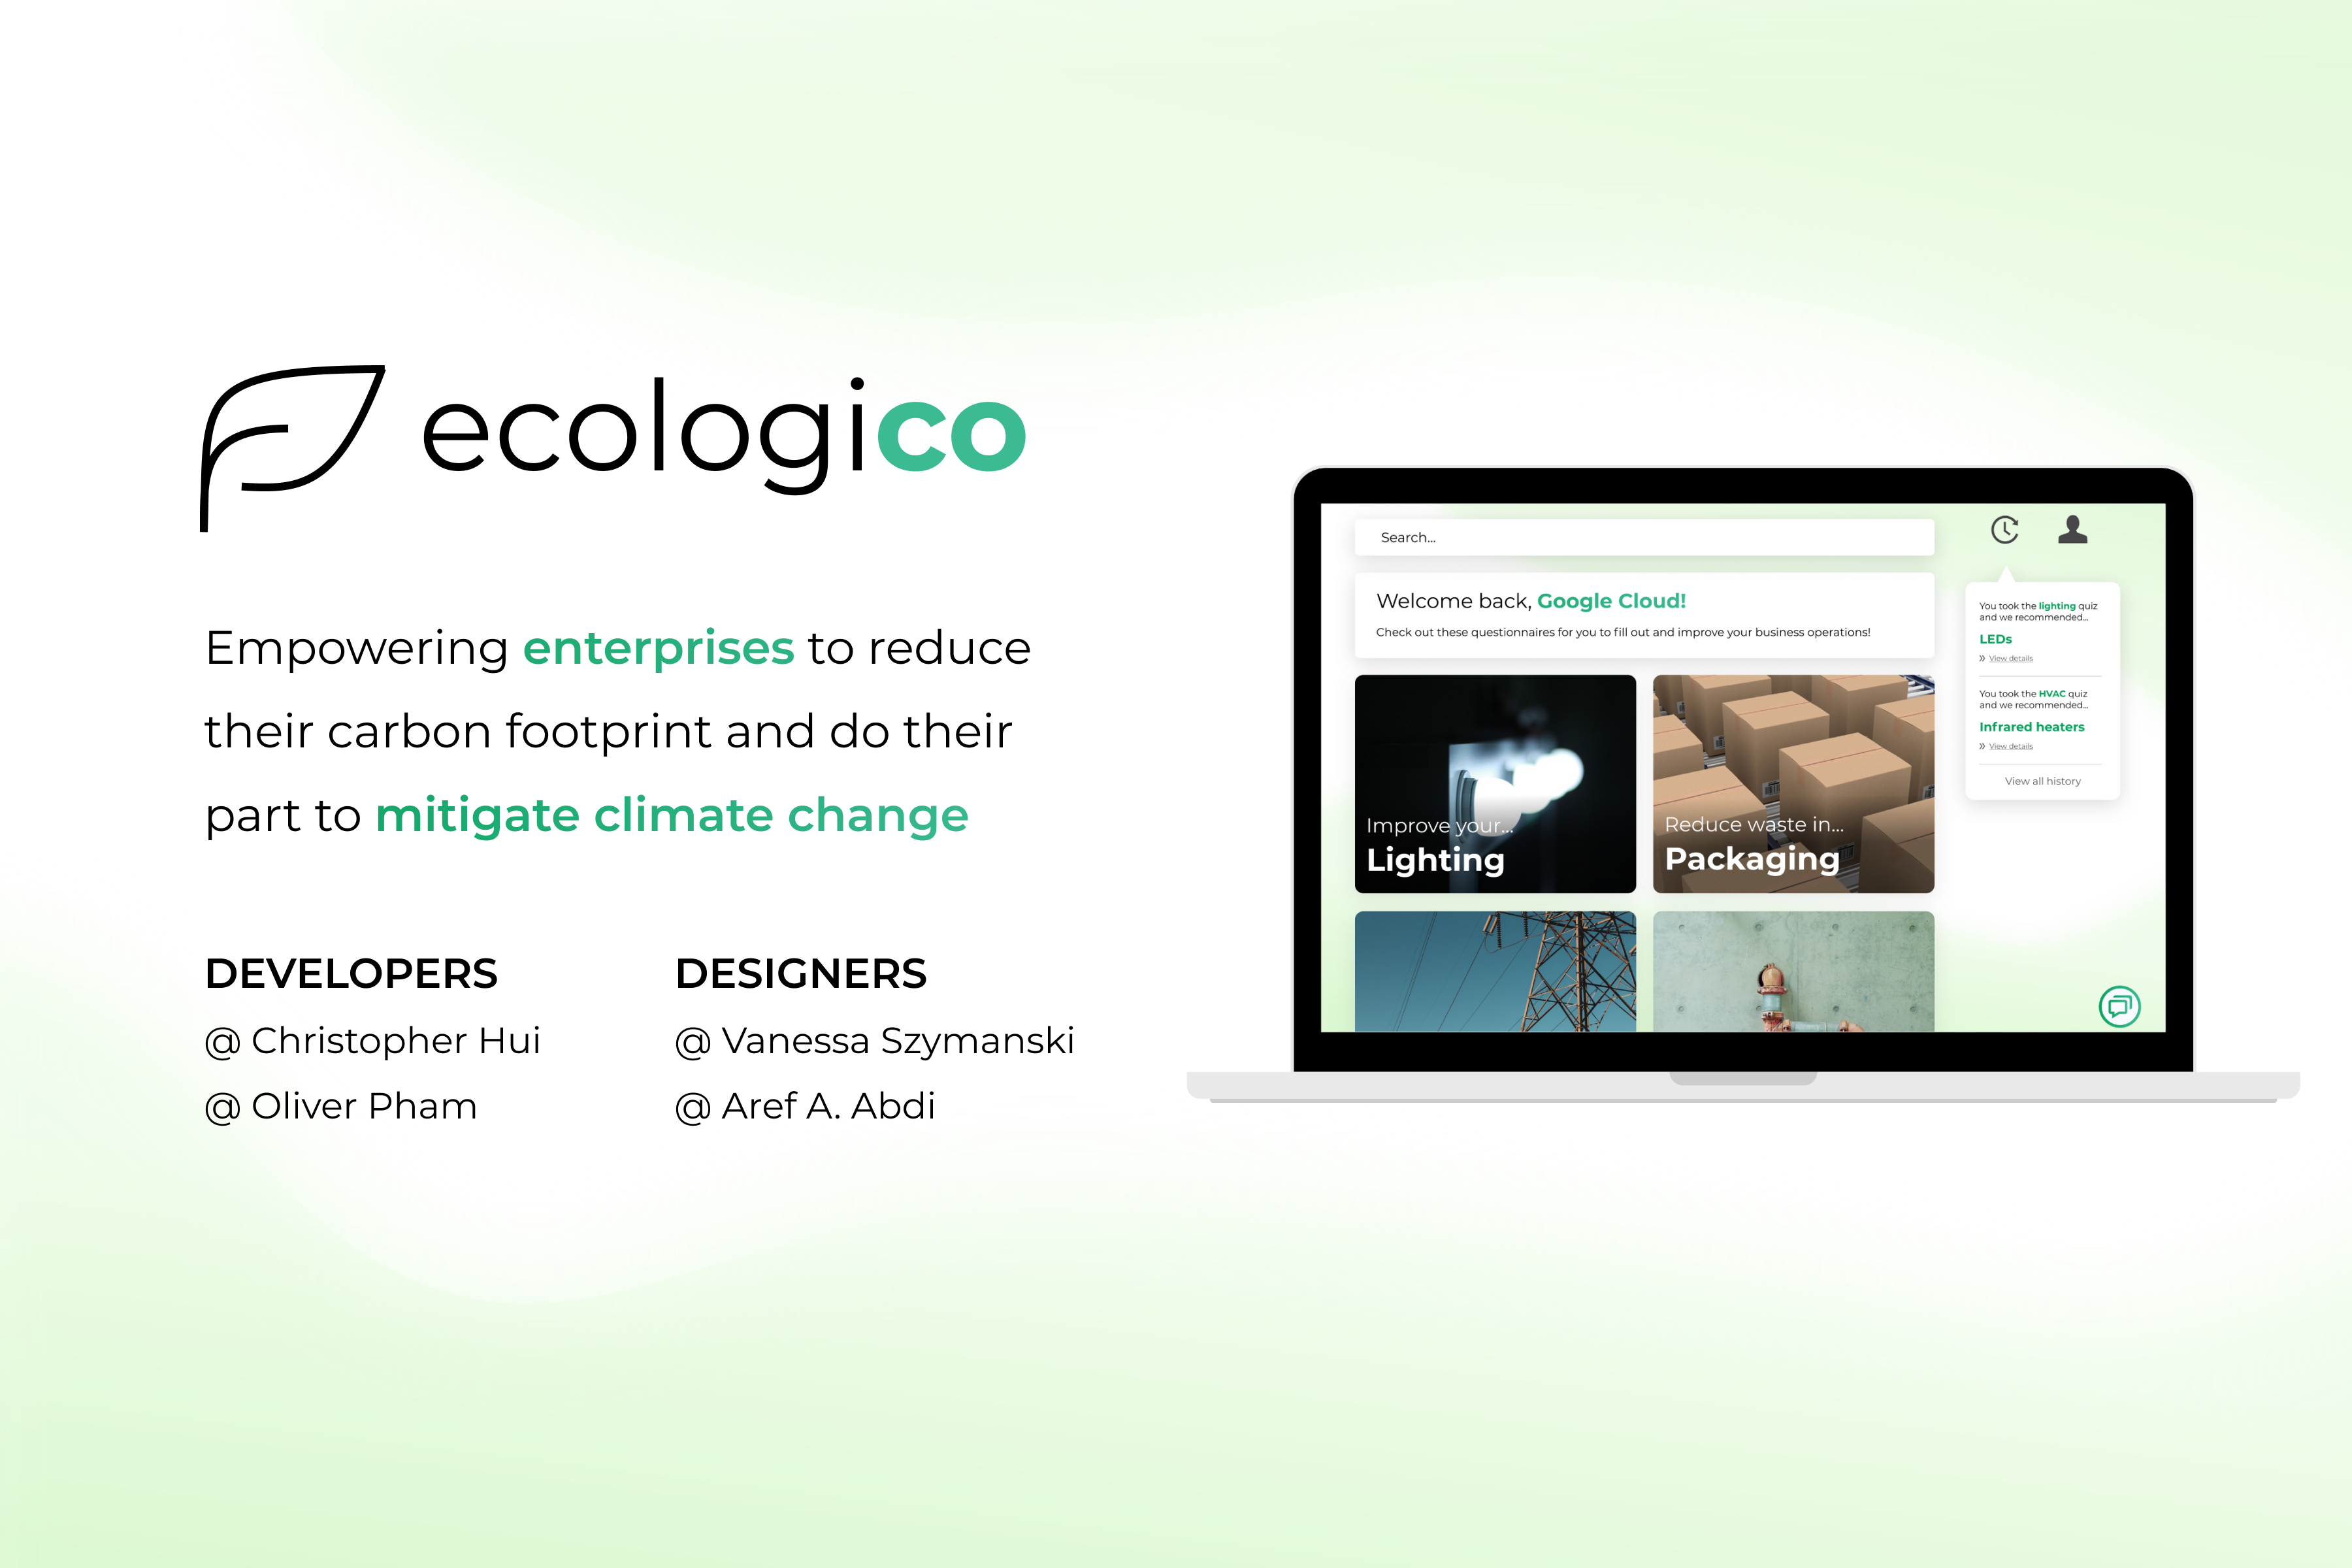 ecologico
Empowering enterprises to reduce
their carbon footprint and do their
part to mitigate climate change
DEVELOPERS
@ Christopher Hui
@ Oliver Pham
DESIGNERS
@ Vanessa Szymanski
@ Aref A. Abdi
Search...
Welcome back, Google Cloud!
Check out these questionnaires for you to fill out and improve your business operations!
Improve your...
Lighting
Reduce waste in...
Packaging
You took the lighting quiz
and we recommended...
LEDs
» View details
You took the HVAC quiz
and we recommended...
Infrared heaters
» View details
View all history